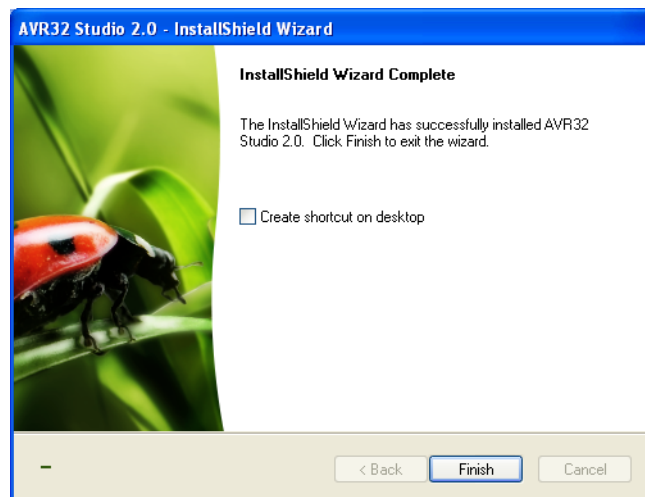 AVR32 Studio 2.0 - InstallShield Wizard
InstallShield Wizard Complete
The InstallShield Wizard has successfully installed AVR32
Studio 2.0. Click Finish to exit the wizard.
Create shortcut on desktop
< Back
Finish
Cancel